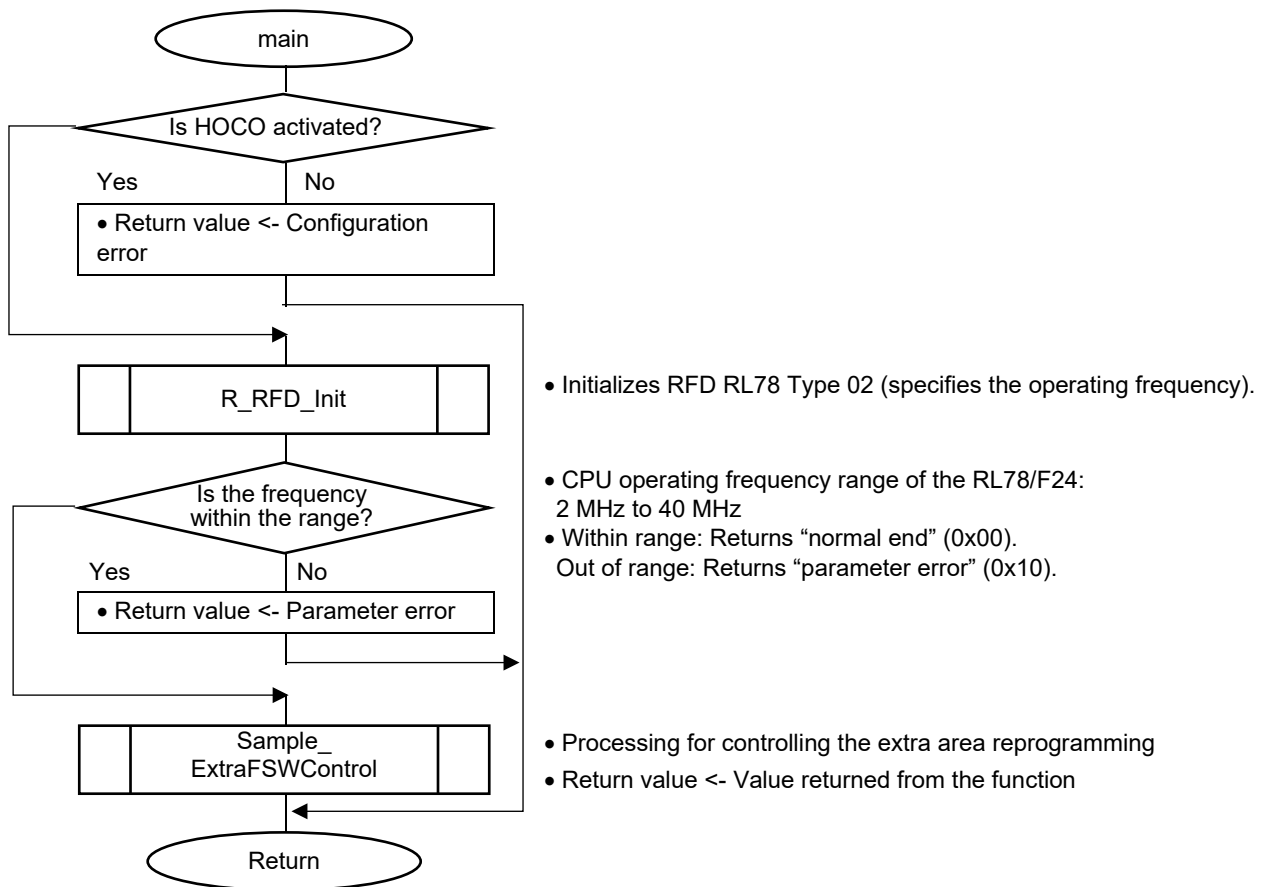 main
Is HOCO activated?
Yes
No
• Return value <- Configuration
error
R_RFD_Init
• Initializes RFD RL78 Type 02 (specifies the operating frequency).
Is the frequency
within the range?
• CPU operating frequency range of the RL78/F24:
2 MHz to 40 MHz
• Within range: Returns “normal end” (0x00).
Out of range: Returns “parameter error” (0x10).
Yes
No
• Return value <- Parameter error
Sample_
ExtraFSWControl
• Processing for controlling the extra area reprogramming
• Return value <- Value returned from the function
Return